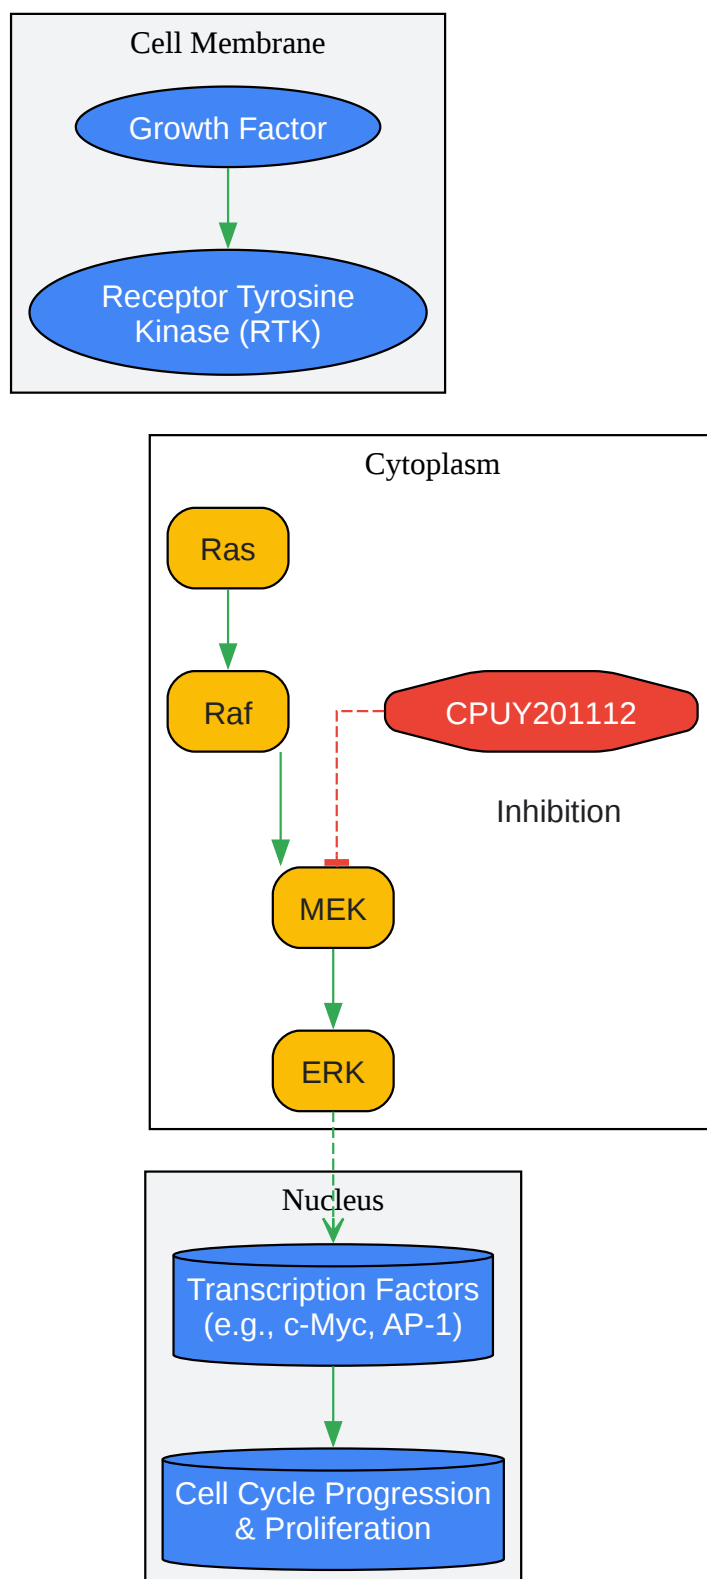 Cell Membrane
Growth Factor
Receptor Tyrosine
Kinase (RTK)
Cytoplasm
Ras
Raf
CPUY201112
Inhibition
MEK
ERK
Nucleus
Transcription Factors
(e.g., c-Myc, AP-1)
Cell Cycle Progression
& Proliferation